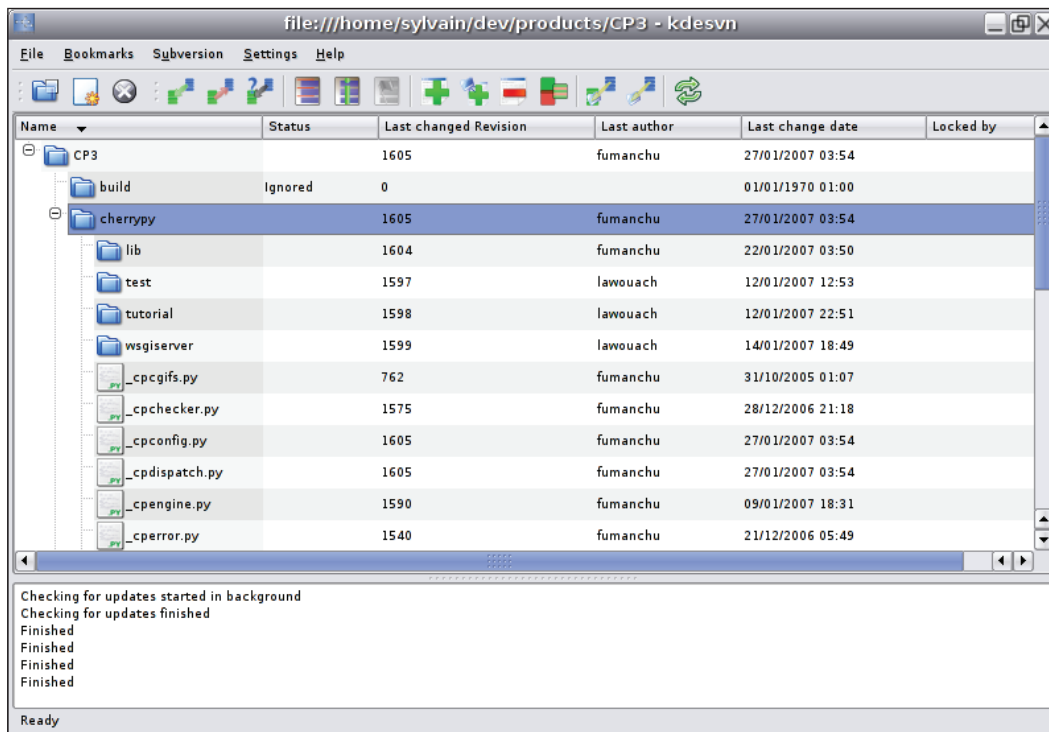 file:///home/sylvain/dev/products/CP3 - kdesvn
File Bookmarks Subversion Settings Help
Name Status Last changed Revision Last author Last change date Locked by
CP3 1605 fumanchu 27/01/2007 03:54
build Ignored 0 01/01/1970 01:00
cherrypy 1605 fumanchu 27/01/2007 03:54
lib 1604 fumanchu 22/01/2007 03:50
test 1597 lawouach 12/01/2007 12:53
tutorial 1598 lawouach 12/01/2007 22:51
wsgiserver 1599 lawouach 14/01/2007 18:49
_cpcgifs.py 762 fumanchu 31/10/2005 01:07
_cpchecker.py 1575 fumanchu 28/12/2006 21:18
_cpconfig.py 1605 fumanchu 27/01/2007 03:54
_cpdispatch.py 1605 fumanchu 27/01/2007 03:54
_cpengine.py 1590 fumanchu 09/01/2007 18:31
_cperror.py 1540 fumanchu 21/12/2006 05:49
Checking for updates started in background
Checking for updates finished
Finished
Finished
Finished
Finished
Ready